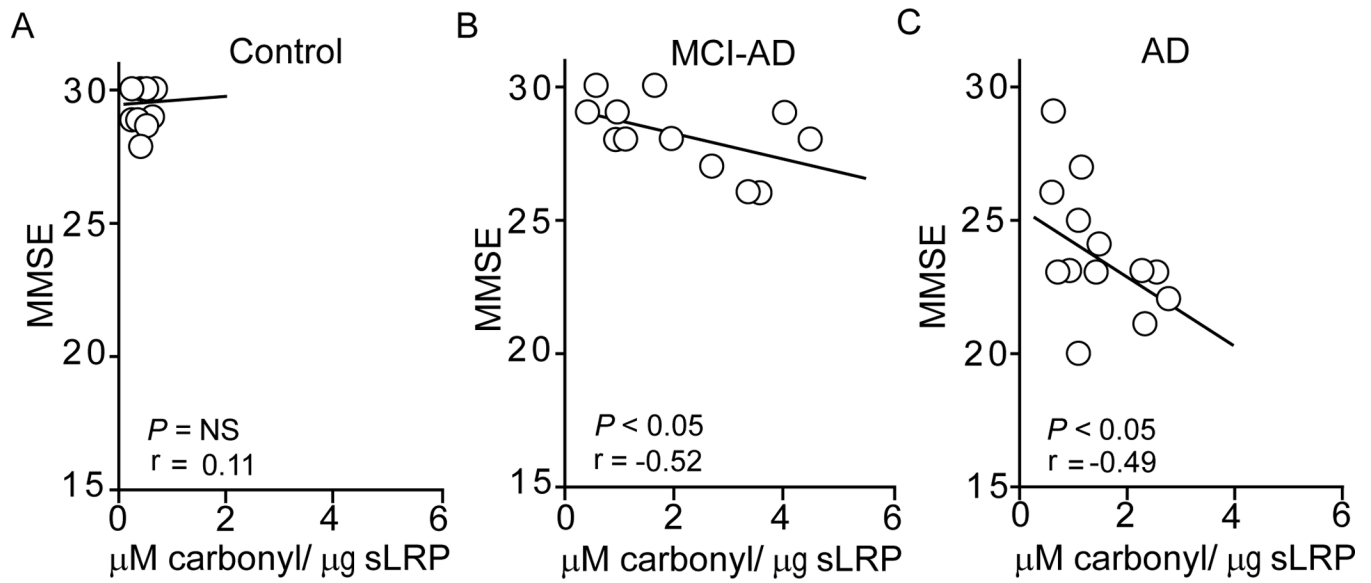 A
Control
MMSE
30
25
20
15
P = NS
r = 0.11
0 2 4 6
μM carbonyl/ μg sLRP
B
MCI-AD
MMSE
30
25
20
15
P < 0.05
r = -0.52
0 2 4 6
μM carbonyl/ μg sLRP
C
AD
MMSE
30
25
20
15
P < 0.05
r = -0.49
0 2 4 6
μM carbonyl/ μg sLRP